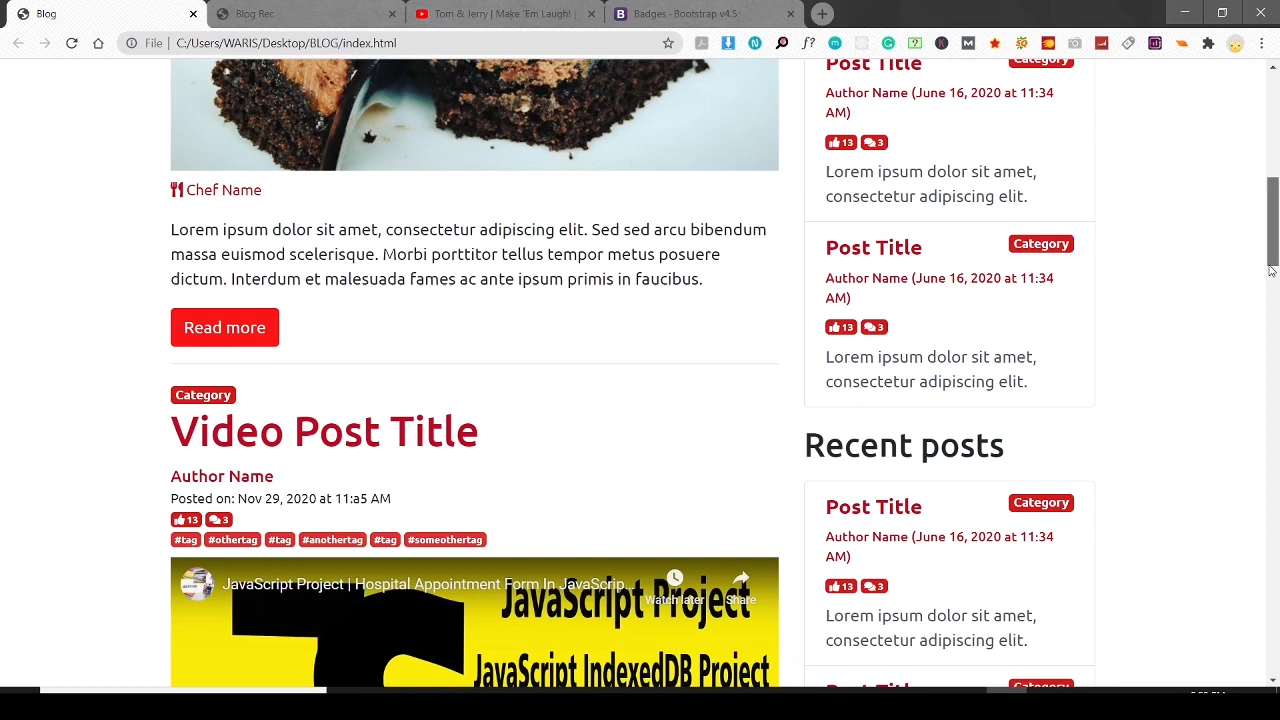 Blog
Blog Rec
Tom & Jerry | Make 'Em Laugh! |
Badges · Bootstrap v4.5
File | C:/Users/WARIS/Desktop/BLOG/index.html
Chef Name
Lorem ipsum dolor sit amet, consectetur adipiscing elit. Sed sed arcu bibendum
massa euismod scelerisque. Morbi porttitor tellus tempor metus posuere
dictum. Interdum et malesuada fames ac ante ipsum primis in faucibus.
Read more
Category
Video Post Title
Author Name
Posted on: Nov 29, 2020 at 11:a5 AM
13 3
#tag #othertag #tag #anothertag #tag #someothertag
JavaScript Project | Hospital Appointment Form In JavaScrip...
Watch later
Share
JavaScript Project
JavaScript IndexedDB Project
Post Title
Category
Author Name (June 16, 2020 at 11:34
AM)
13 3
Lorem ipsum dolor sit amet,
consectetur adipiscing elit.
Post Title
Category
Author Name (June 16, 2020 at 11:34
AM)
13 3
Lorem ipsum dolor sit amet,
consectetur adipiscing elit.
Recent posts
Post Title
Category
Author Name (June 16, 2020 at 11:34
AM)
13 3
Lorem ipsum dolor sit amet,
consectetur adipiscing elit.
Post Title
Category